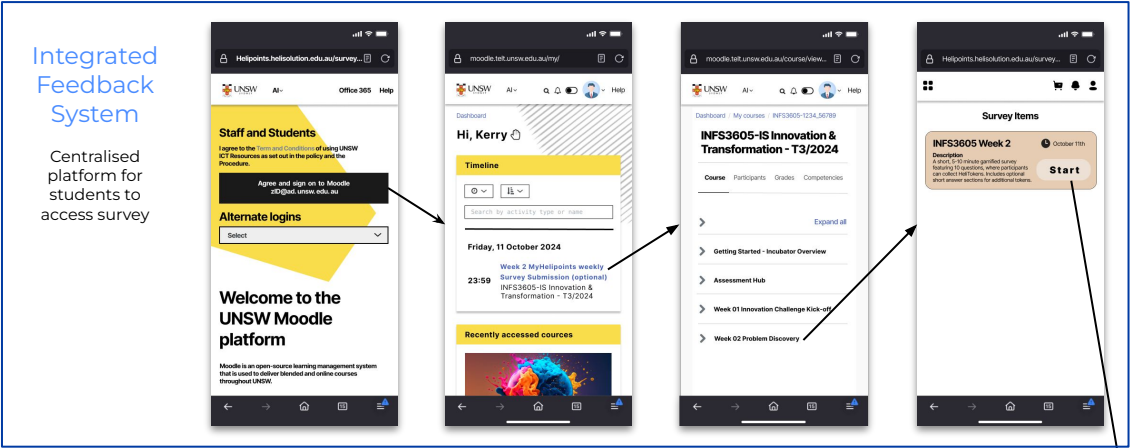 Integrated
Feedback
System
Centralised
platform for
students to
access survey
Helipoints.helisolution.edu.au/survey...
UNSW
AI
Office 365
Help
Staff and Students
I agree to the Term and Conditions of using UNSW
ICT Resources as set out in the policy and the
Procedure.
Agree and sign on to Moodle
zID@ad.unsw.edu.au
Alternate logins
Select
Welcome to the
UNSW Moodle
platform
Moodle is an open-source learning management system
that is used to deliver blended and online courses
throughout UNSW.
moodle.telt.unsw.edu.au/my/
UNSW
AI
Help
Dashboard
Hi, Kerry
Timeline
Search by activity type or name
Friday, 11 October 2024
23:59
Week 2 MyHelipoints weekly
Survey Submission (optional)
INFS3605-IS Innovation &
Transformation - T3/2024
Recently accessed cources
moodle.telt.unsw.edu.au/course/view...
UNSW
AI
Help
Dashboard | My courses | INFS3605-1234_56789
INFS3605-IS Innovation &
Transformation - T3/2024
Course Participants Grades Competencies
Expand all
Getting Started - Incubator Overview
Assessment Hub
Week 01 Innovation Challenge Kick-off
Week 02 Problem Discovery
Helipoints.helisolution.edu.au/survey...
Survey Items
INFS3605 Week 2
October 11th
Description
A short, 5-10 minute gamified survey
featuring 10 questions, where participants
can collect HeliTokens. Includes optional
short answer sections for additional tokens.
Start